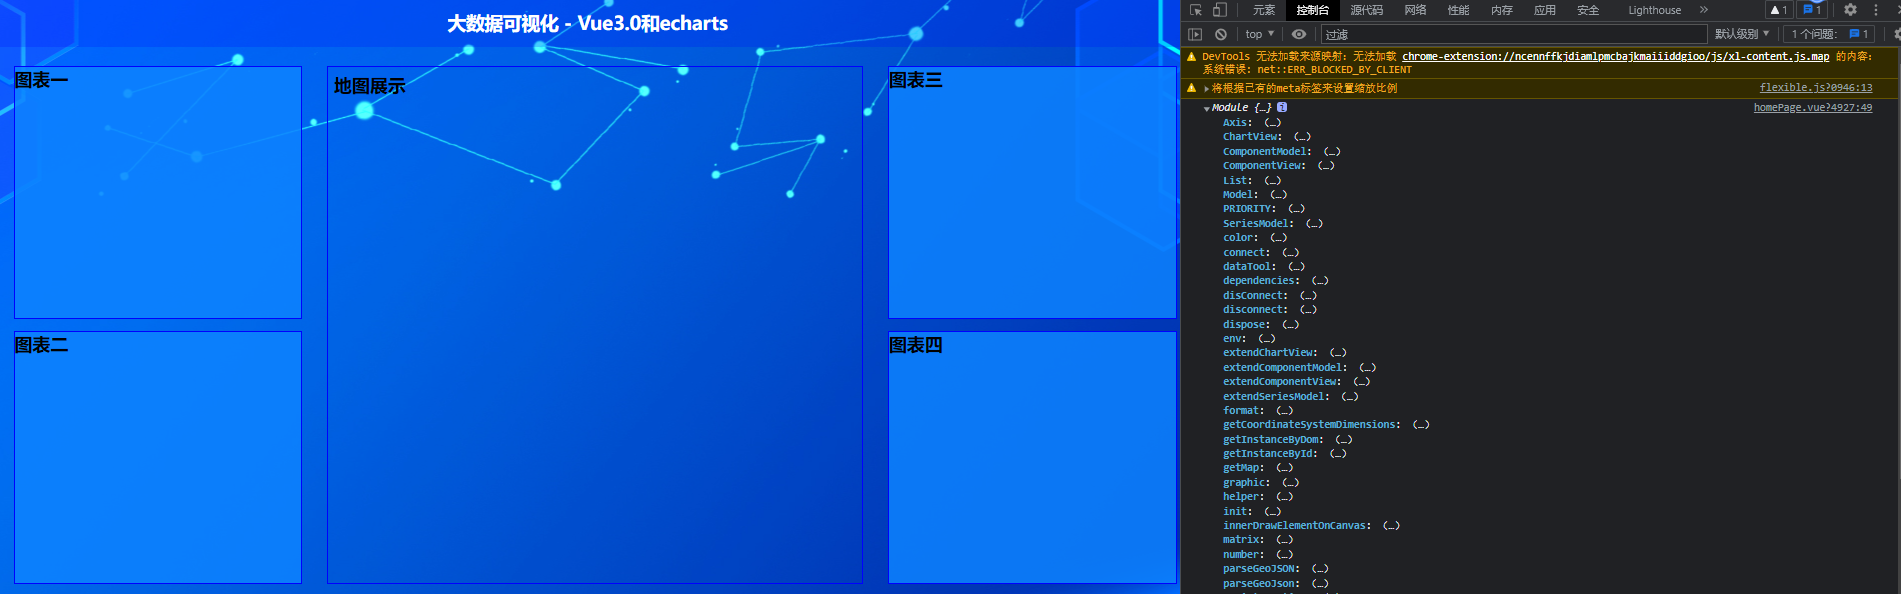 大数据可视化 - Vue3.0和echarts
图表一
地图展示
图表三
图表二
图表四
元素 控制台 源代码 网络 性能 内存 应用 安全 Lighthouse » 1 1
top 过滤 默认级别 1 个问题: 1
DevTools 无法加载来源映射: 无法加载 chrome-extension://ncennffkjdiamlpmcbajkmaiiiddgioo/js/xl-content.js.map 的内容:
系统错误: net::ERR_BLOCKED_BY_CLIENT
将根据已有的meta标签来设置缩放比例 flexible.js?0946:13
Module {…} i homePage.vue?4927:49
Axis: (…)
ChartView: (…)
ComponentModel: (…)
ComponentView: (…)
List: (…)
Model: (…)
PRIORITY: (…)
SeriesModel: (…)
color: (…)
connect: (…)
dataTool: (…)
dependencies: (…)
disConnect: (…)
disconnect: (…)
dispose: (…)
env: (…)
extendChartView: (…)
extendComponentModel: (…)
extendComponentView: (…)
extendSeriesModel: (…)
format: (…)
getCoordinateSystemDimensions: (…)
getInstanceByDom: (…)
getInstanceById: (…)
getMap: (…)
graphic: (…)
helper: (…)
init: (…)
innerDrawElementOnCanvas: (…)
matrix: (…)
number: (…)
parseGeoJSON: (…)
parseGeoJson: (…)